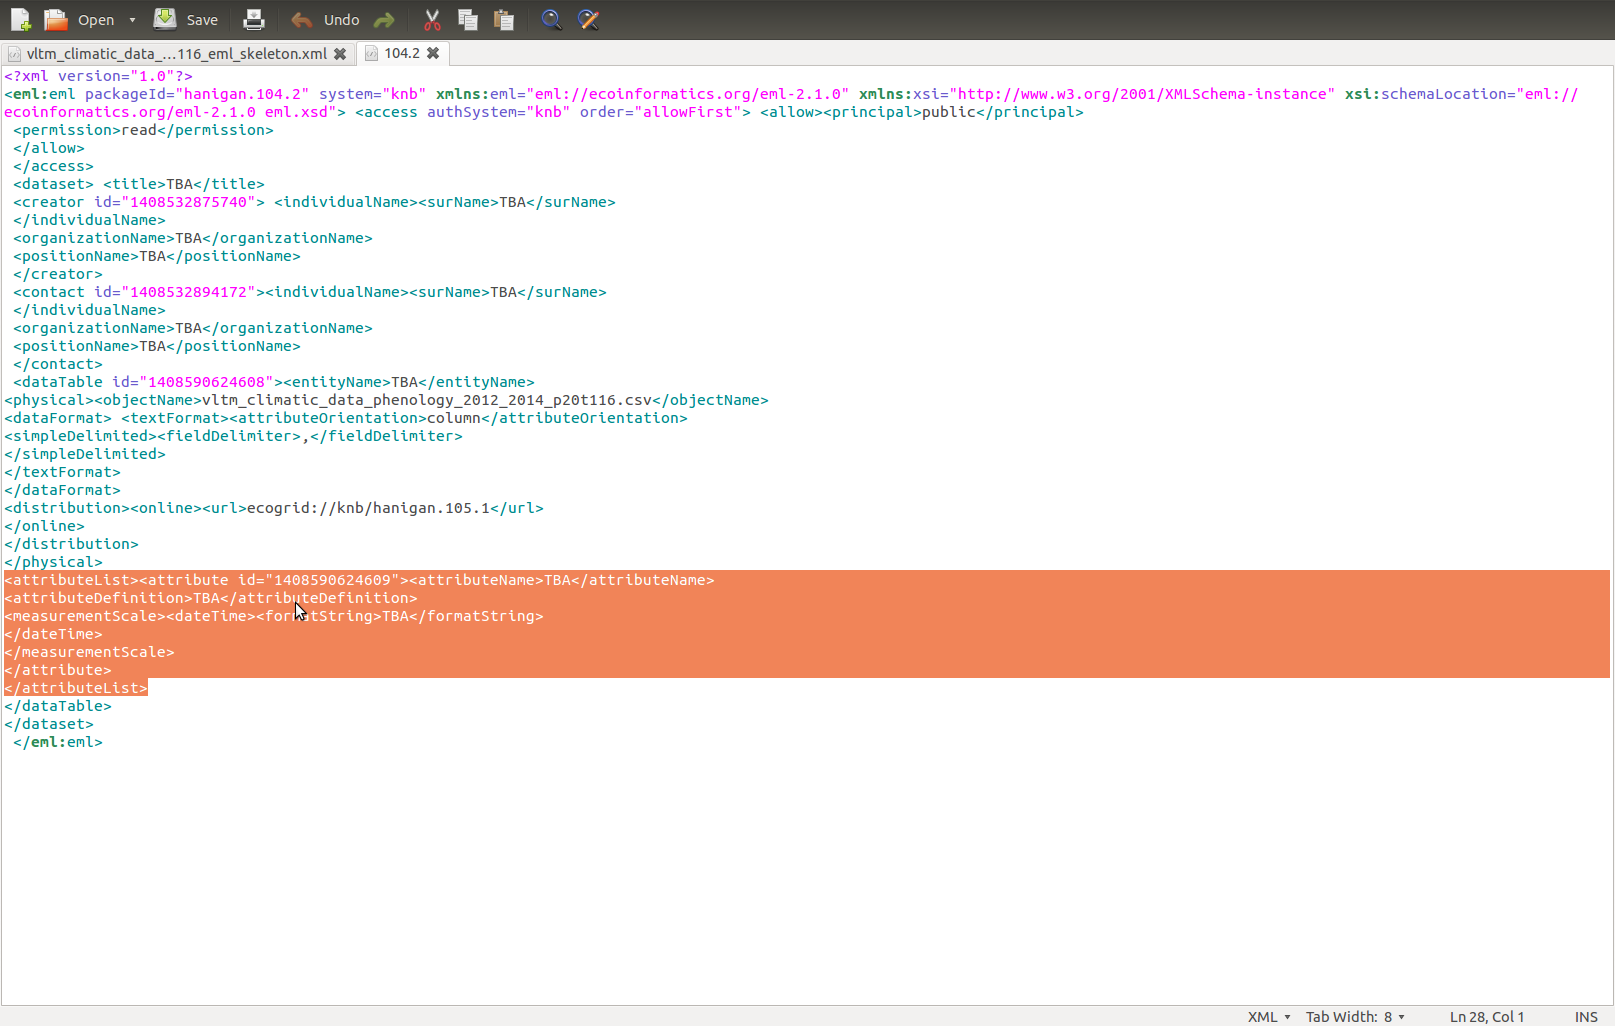 Open Save Undo
vltm_climatic_data_...116_eml_skeleton.xml 104.2
<?xml version="1.0"?>
<eml:eml packageId="hanigan.104.2" system="knb" xmlns:eml="eml://ecoinformatics.org/eml-2.1.0" xmlns:xsi="http://www.w3.org/2001/XMLSchema-instance" xsi:schemaLocation="eml://
ecoinformatics.org/eml-2.1.0 eml.xsd"> <access authSystem="knb" order="allowFirst"> <allow><principal>public</principal>
<permission>read</permission>
</allow>
</access>
<dataset> <title>TBA</title>
<creator id="1408532875740"> <individualName><surName>TBA</surName>
</individualName>
<organizationName>TBA</organizationName>
<positionName>TBA</positionName>
</creator>
<contact id="1408532894172"><individualName><surName>TBA</surName>
</individualName>
<organizationName>TBA</organizationName>
<positionName>TBA</positionName>
</contact>
<dataTable id="1408590624608"><entityName>TBA</entityName>
<physical><objectName>vltm_climatic_data_phenology_2012_2014_p20t116.csv</objectName>
<dataFormat> <textFormat><attributeOrientation>column</attributeOrientation>
<simpleDelimited><fieldDelimiter>,</fieldDelimiter>
</simpleDelimited>
</textFormat>
</dataFormat>
<distribution><online><url>ecogrid://knb/hanigan.105.1</url>
</online>
</distribution>
</physical>
<attributeList><attribute id="1408590624609"><attributeName>TBA</attributeName>
<attributeDefinition>TBA</attributeDefinition>
<measurementScale><dateTime><formatString>TBA</formatString>
</dateTime>
</measurementScale>
</attribute>
</attributeList>
</dataTable>
</dataset>
</eml:eml>
XML Tab Width: 8 Ln 28, Col 1 INS